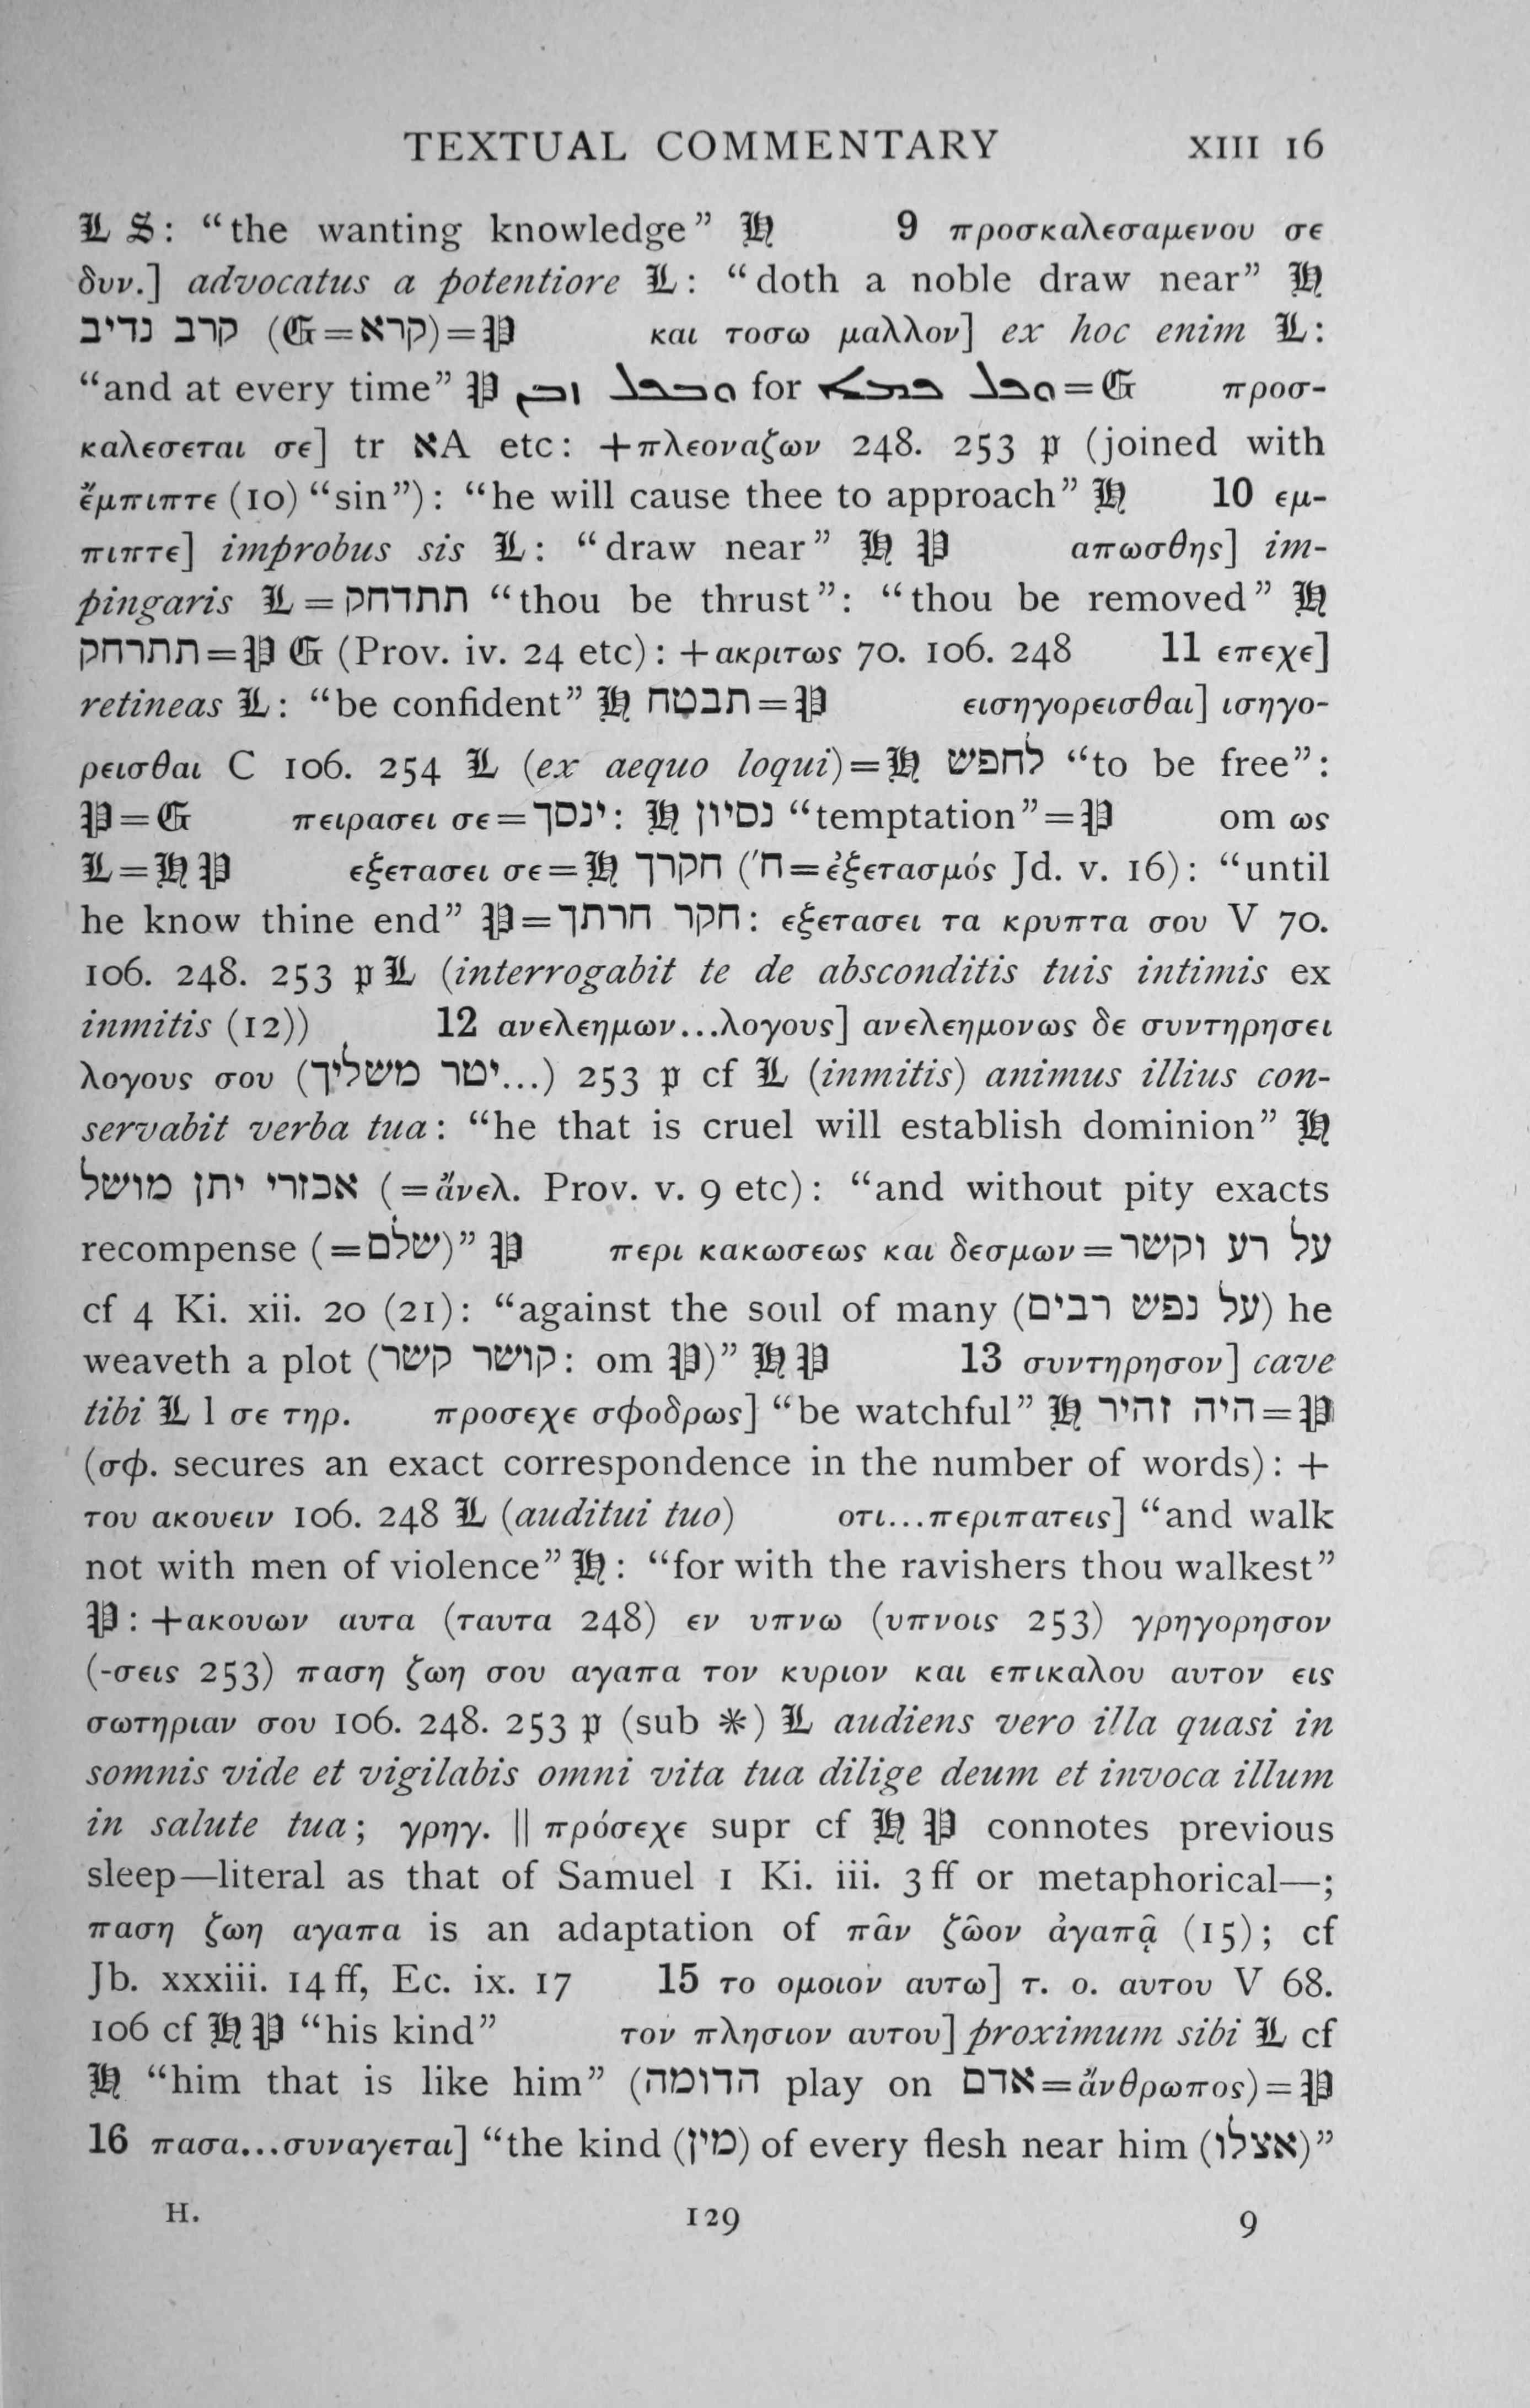 TEXTUAL COMMENTARY XIII 16
𝕷 𝕾: “the wanting knowledge” 𝕳 9 προσκαλεσαμενου σε
δυν.] advocatus a potentiore 𝕷: “doth a noble draw near” 𝕳
קרב נדיב (𝕲=קרא)=𝕻 και τοσω μαλλον] ex hoc enim 𝕷:
“and at every time” 𝕻 ܘܒܟܠ ܙܒܢ for = 𝕲 προσ-
καλεσεται σε] tr אA etc: +πλεοναζων 248. 253 𝔭 (joined with
ἔμπιπτε (10) “sin”): “he will cause thee to approach” 𝕳 10 εμ-
πιπτε] improbus sis 𝕷: “draw near” 𝕳 𝕻 απωσθης] im-
pingaris 𝕷=תתדחק “thou be thrust”: “thou be removed” 𝕳
תתרחק=𝕻 𝕲 (Prov. iv. 24 etc): +ακριτως 70. 106. 248 11 επεχε]
retineas 𝕷: “be confident” 𝕳 תבטח=𝕻 εισηγορεισθαι] ισηγο-
ρεισθαι C 106. 254 𝕷 (ex aequo loqui)=𝕳 לחפש “to be free”:
𝕻=𝕲 πειρασει σε=ינסך: 𝕳 נסיון “temptation”=𝕻 om ως
𝕷=𝕳 𝕻 εξετασει σε=𝕳 חקרך (ח'=ἐξετασμός Jd. v. 16): “until
he know thine end” 𝕻=חקר חרתך: εξετασει τα κρυπτα σου V 70.
106. 248. 253 𝔭 𝕷 (interrogabit te de absconditis tuis intimis ex
inmitis (12)) 12 ανελεημων...λογους] ανελεημονως δε συντηρησει
λογους σου (...יטר משליך) 253 𝔭 cf 𝕷 (inmitis) animus illius con-
servabit verba tua: “he that is cruel will establish dominion” 𝕳
אכזרי יתן מושל (=ἄνελ. Prov. v. 9 etc): “and without pity exacts
recompense (=שלם)” 𝕻 περι κακωσεως και δεσμων=על רע וקשר
cf 4 Ki. xii. 20 (21): “against the soul of many (על נפש רבים) he
weaveth a plot (קושר קשר: om 𝕻)” 𝕳 𝕻 13 συντηρησον] cave
tibi 𝕷 l σε τηρ. προσεχε σφοδρως] “be watchful” 𝕳 היה זהיר=𝕻
(σφ. secures an exact correspondence in the number of words): +
του ακουειν 106. 248 𝕷 (auditui tuo) οτι...περιπατεις] “and walk
not with men of violence” 𝕳: “for with the ravishers thou walkest”
𝕻: +ακουων αυτα (ταυτα 248) εν υπνω (υπνοις 253) γρηγορησον
(-σεις 253) παση ζωη σου αγαπα τον κυριον και επικαλου αυτον εις
σωτηριαν σου 106. 248. 253 𝔭 (sub ※) 𝕷 audiens vero illa quasi in
somnis vide et vigilabis omni vita tua dilige deum et invoca illum
in salute tua; γρηγ. || πρόσεχε supr cf 𝕳 𝕻 connotes previous
sleep—literal as that of Samuel 1 Ki. iii. 3 ff or metaphorical—;
παση ζωη αγαπα is an adaptation of πᾶν ζῶον ἀγαπᾷ (15); cf
Jb. xxxiii. 14 ff, Ec. ix. 17 15 το ομοιον αυτω] τ. ο. αυτου V 68.
106 cf 𝕳 𝕻 “his kind” τον πλησιον αυτου] proximum sibi 𝕷 cf
𝕳 “him that is like him” (הדומה play on אדם=ἄνθρωπος)=𝕻
16 πασα...συναγεται] “the kind (מין) of every flesh near him (אצלו)”
H. 129 9